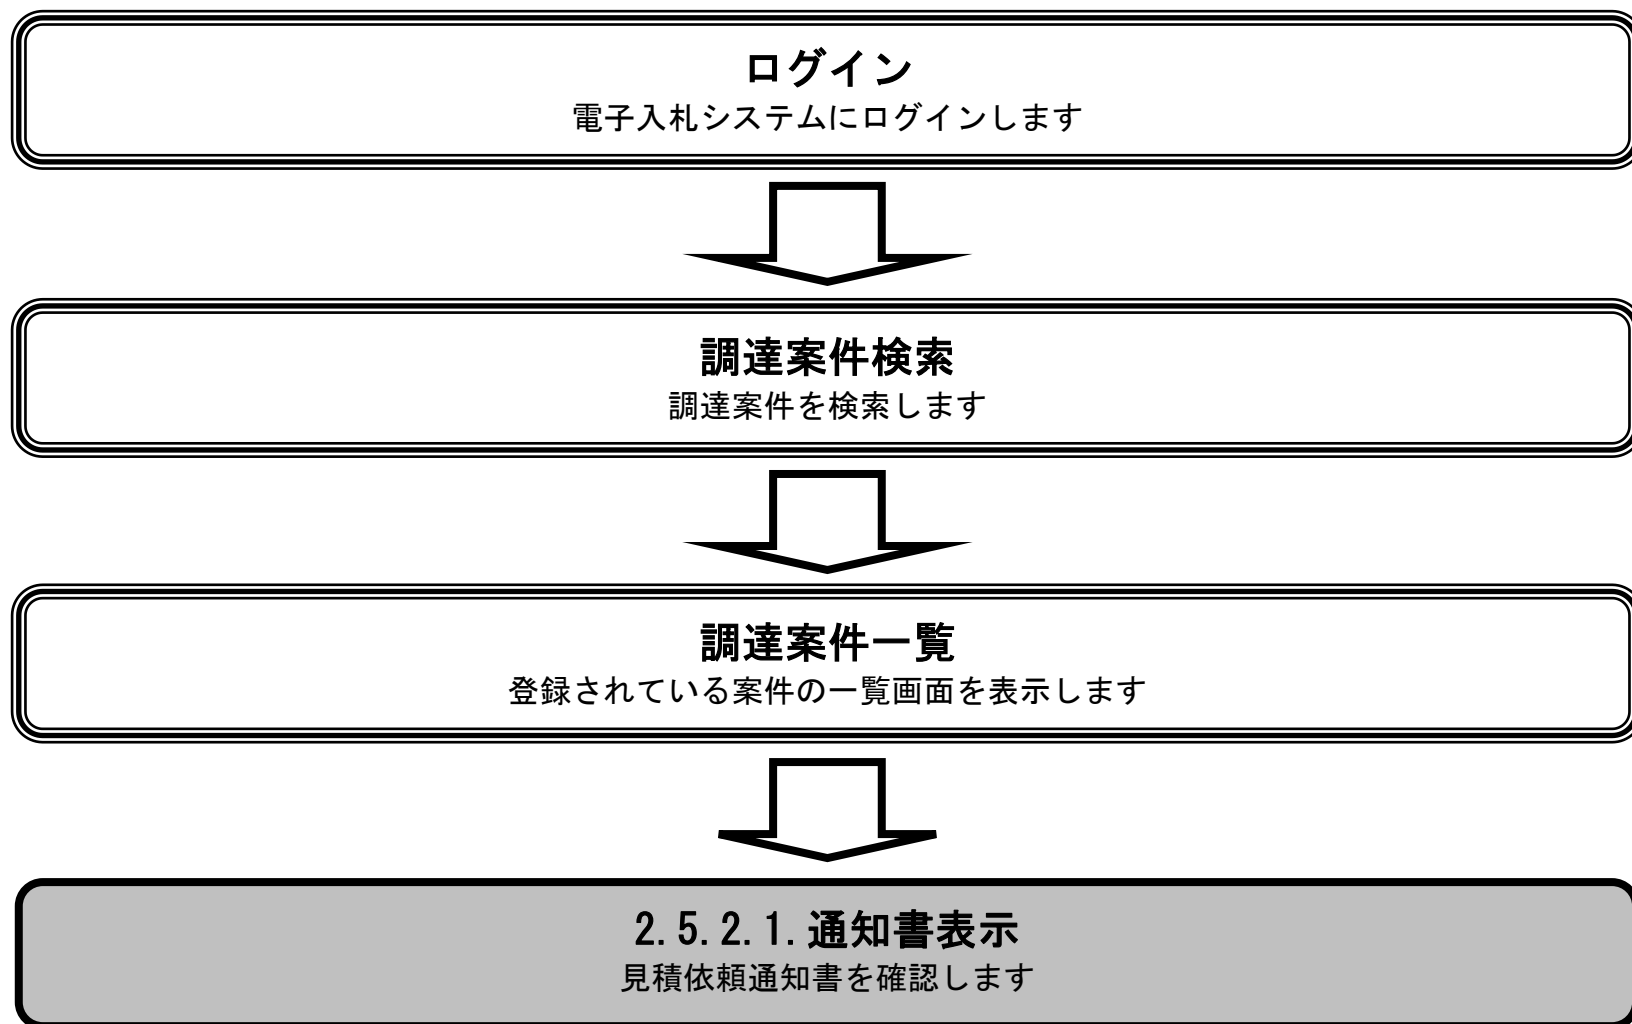 ログイン
電子入札システムにログインします
調達案件検索
調達案件を検索します
調達案件一覧
登録されている案件の一覧画面を表示します
2.5.2.1.通知書表示
見積依頼通知書を確認します